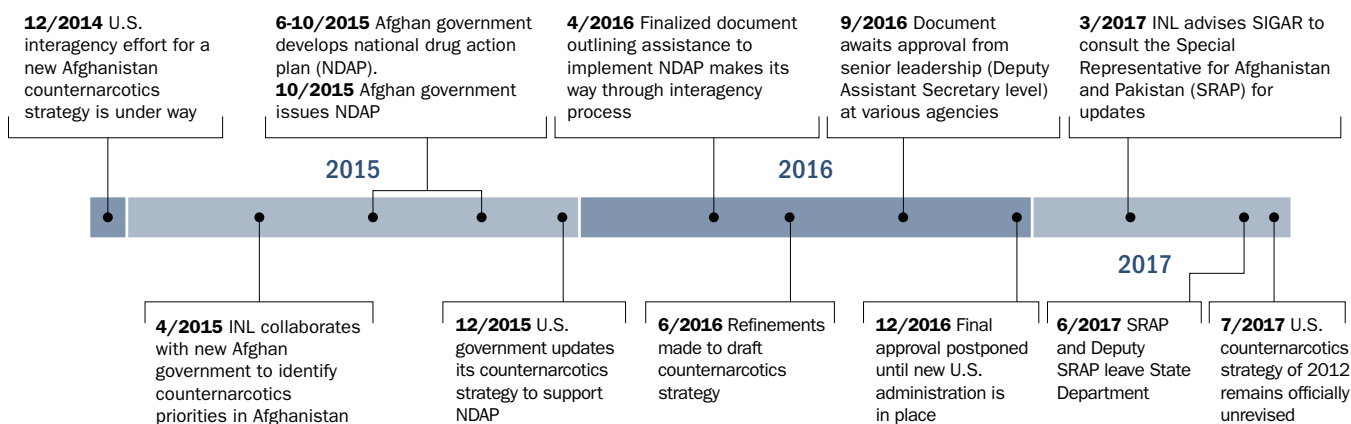 12/2014 U.S.
interagency effort for a
new Afghanistan
counternarcotics
strategy is under way
6-10/2015 Afghan government
develops national drug action
plan (NDAP).
10/2015 Afghan government
issues NDAP
4/2016 Finalized document
outlining assistance to
implement NDAP makes its
way through interagency
process
9/2016 Document
awaits approval from
senior leadership (Deputy
Assistant Secretary level)
at various agencies
3/2017 INL advises SIGAR to
consult the Special
Representative for Afghanistan
and Pakistan (SRAP) for
updates
2015
2016
2017
4/2015 INL collaborates
with new Afghan
government to identify
counternarcotics
priorities in Afghanistan
12/2015 U.S.
government updates
its counternarcotics
strategy to support
NDAP
6/2016 Refinements
made to draft
counternarcotics
strategy
12/2016 Final
approval postponed
until new U.S.
administration is
in place
6/2017 SRAP
and Deputy
SRAP leave State
Department
7/2017 U.S.
counternarcotics
strategy of 2012
remains officially
unrevised